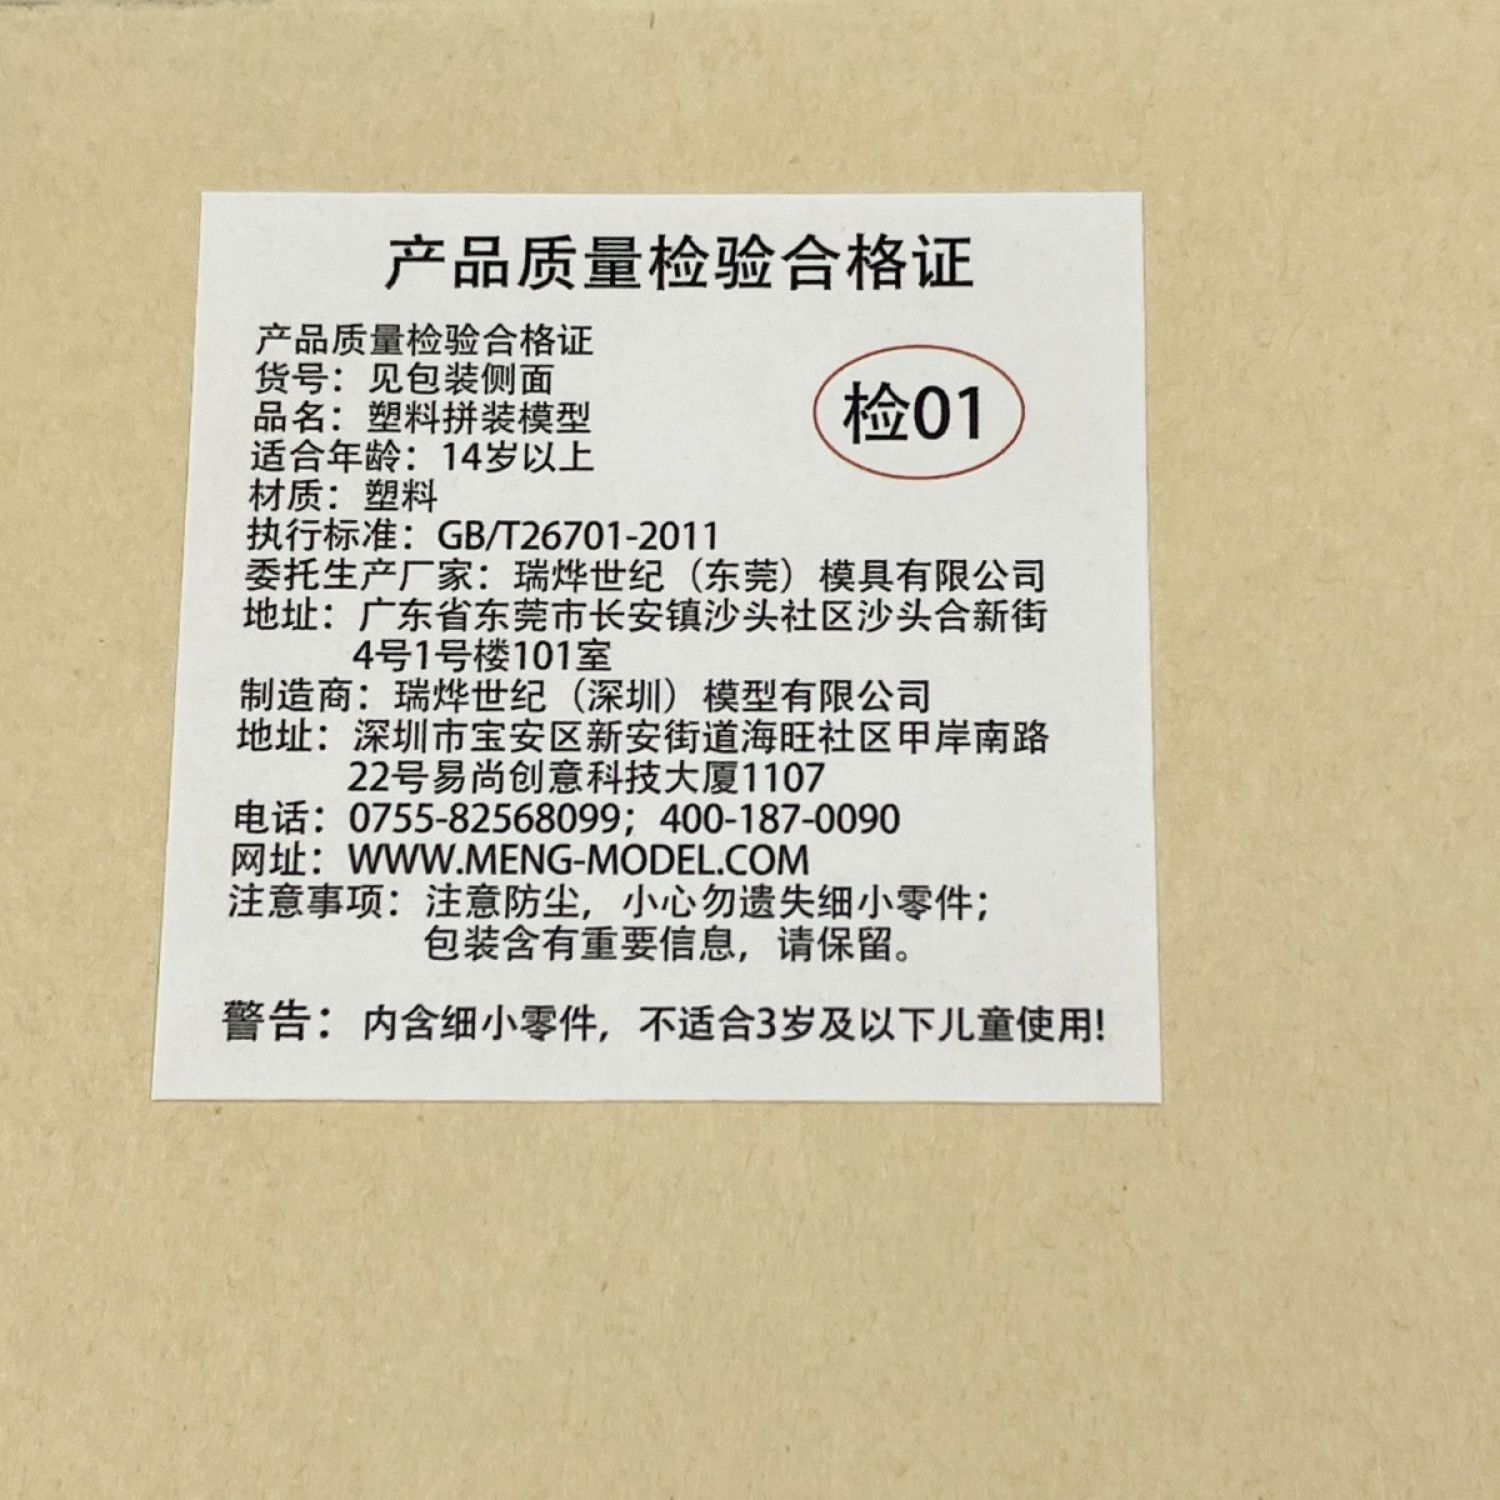 产品质量检验合格证
产品质量检验合格证
货号：见包装侧面
检01
品名：塑料拼装模型
适合年龄：14岁以上
材质：塑料
执行标准：GB/T26701-2011
委托生产厂家：瑞烨世纪（东莞）模具有限公司
地址：广东省东莞市长安镇沙头社区沙头合新街
4号1号楼101室
制造商：瑞烨世纪（深圳）模型有限公司
地址：深圳市宝安区新安街道海旺社区甲岸南路
22号易尚创意科技大厦1107
电话：0755-82568099；400-187-0090
网址：WWW.MENG-MODEL.COM
注意事项：注意防尘，小心勿遗失细小零件；
包装含有重要信息，请保留。
警告：内含细小零件，不适合3岁及以下儿童使用!